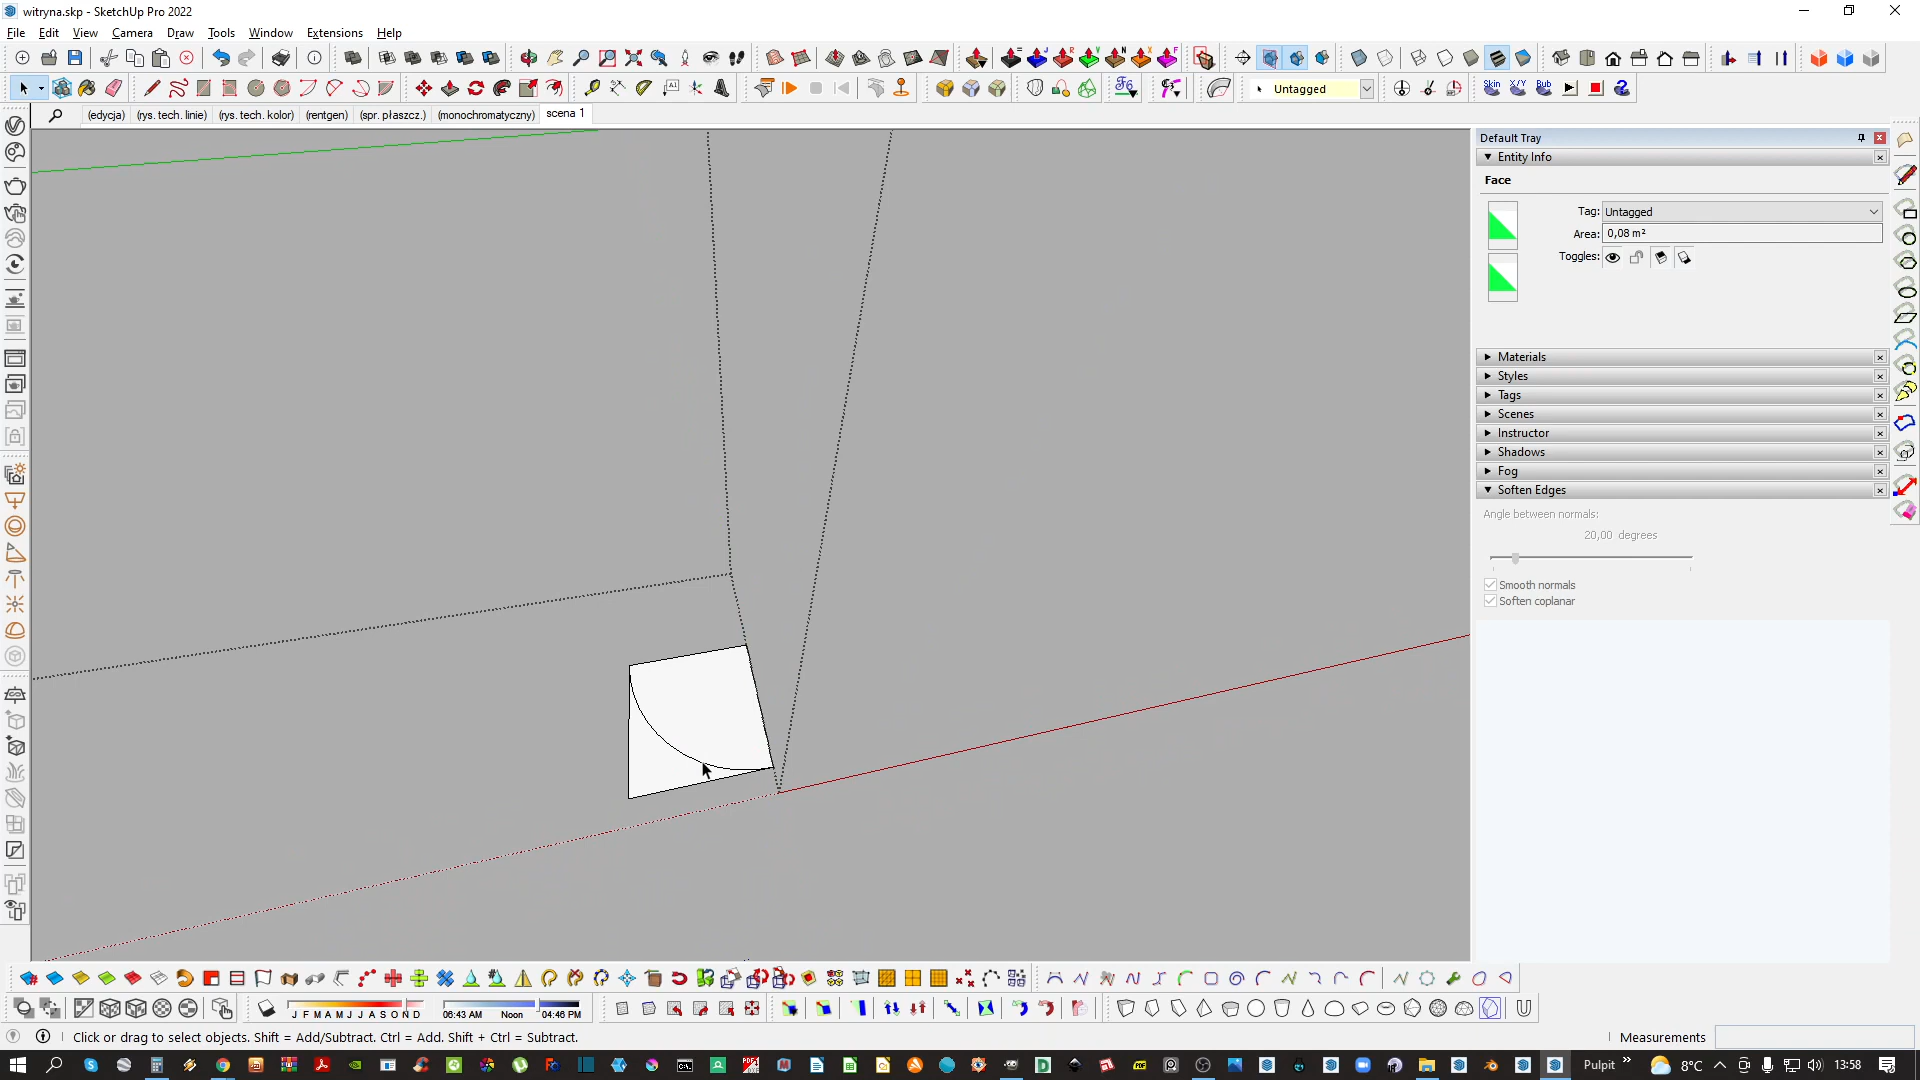 witryna.skp - SketchUp Pro 2022
File Edit View Camera Draw Tools Window Extensions Help
Untagged
Skin X/Y Bub
(edycja) (rys. tech. linie) (rys. tech. kolor) (rentgen) (spr. płaszcz.) (monochromatyczny) scena 1
Default Tray
Entity Info
Face
Tag: Untagged
Area: 0,08 m²
Toggles:
Materials
Styles
Tags
Scenes
Instructor
Shadows
Fog
Soften Edges
Angle between normals:
20,00 degrees
Smooth normals
Soften coplanar
J F M A M J J A S O N D 06:43 AM Noon 04:46 PM
Click or drag to select objects. Shift = Add/Subtract. Ctrl = Add. Shift + Ctrl = Subtract.
Measurements
Pulpit 8°C 13:58